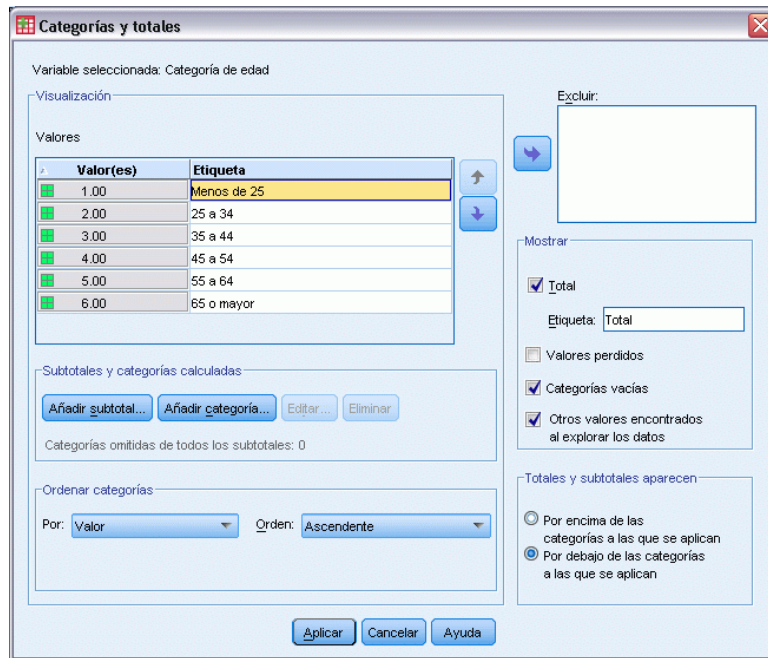 Categorías y totales
Variable seleccionada: Categoría de edad
Visualización
Valores
Valor(es) Etiqueta
1.00 Menos de 25
2.00 25 a 34
3.00 35 a 44
4.00 45 a 54
5.00 55 a 64
6.00 65 o mayor
Subtotales y categorías calculadas
Añadir subtotal... Añadir categoría... Editar... Eliminar
Categorías omitidas de todos los subtotales: 0
Ordenar categorías
Por: Valor Orden: Ascendente
Excluir:
Mostrar
Total
Etiqueta: Total
Valores perdidos
Categorías vacías
Otros valores encontrados
al explorar los datos
Totales y subtotales aparecen
Por encima de las
categorías a las que se aplican
Por debajo de las categorías
a las que se aplican
Aplicar Cancelar Ayuda